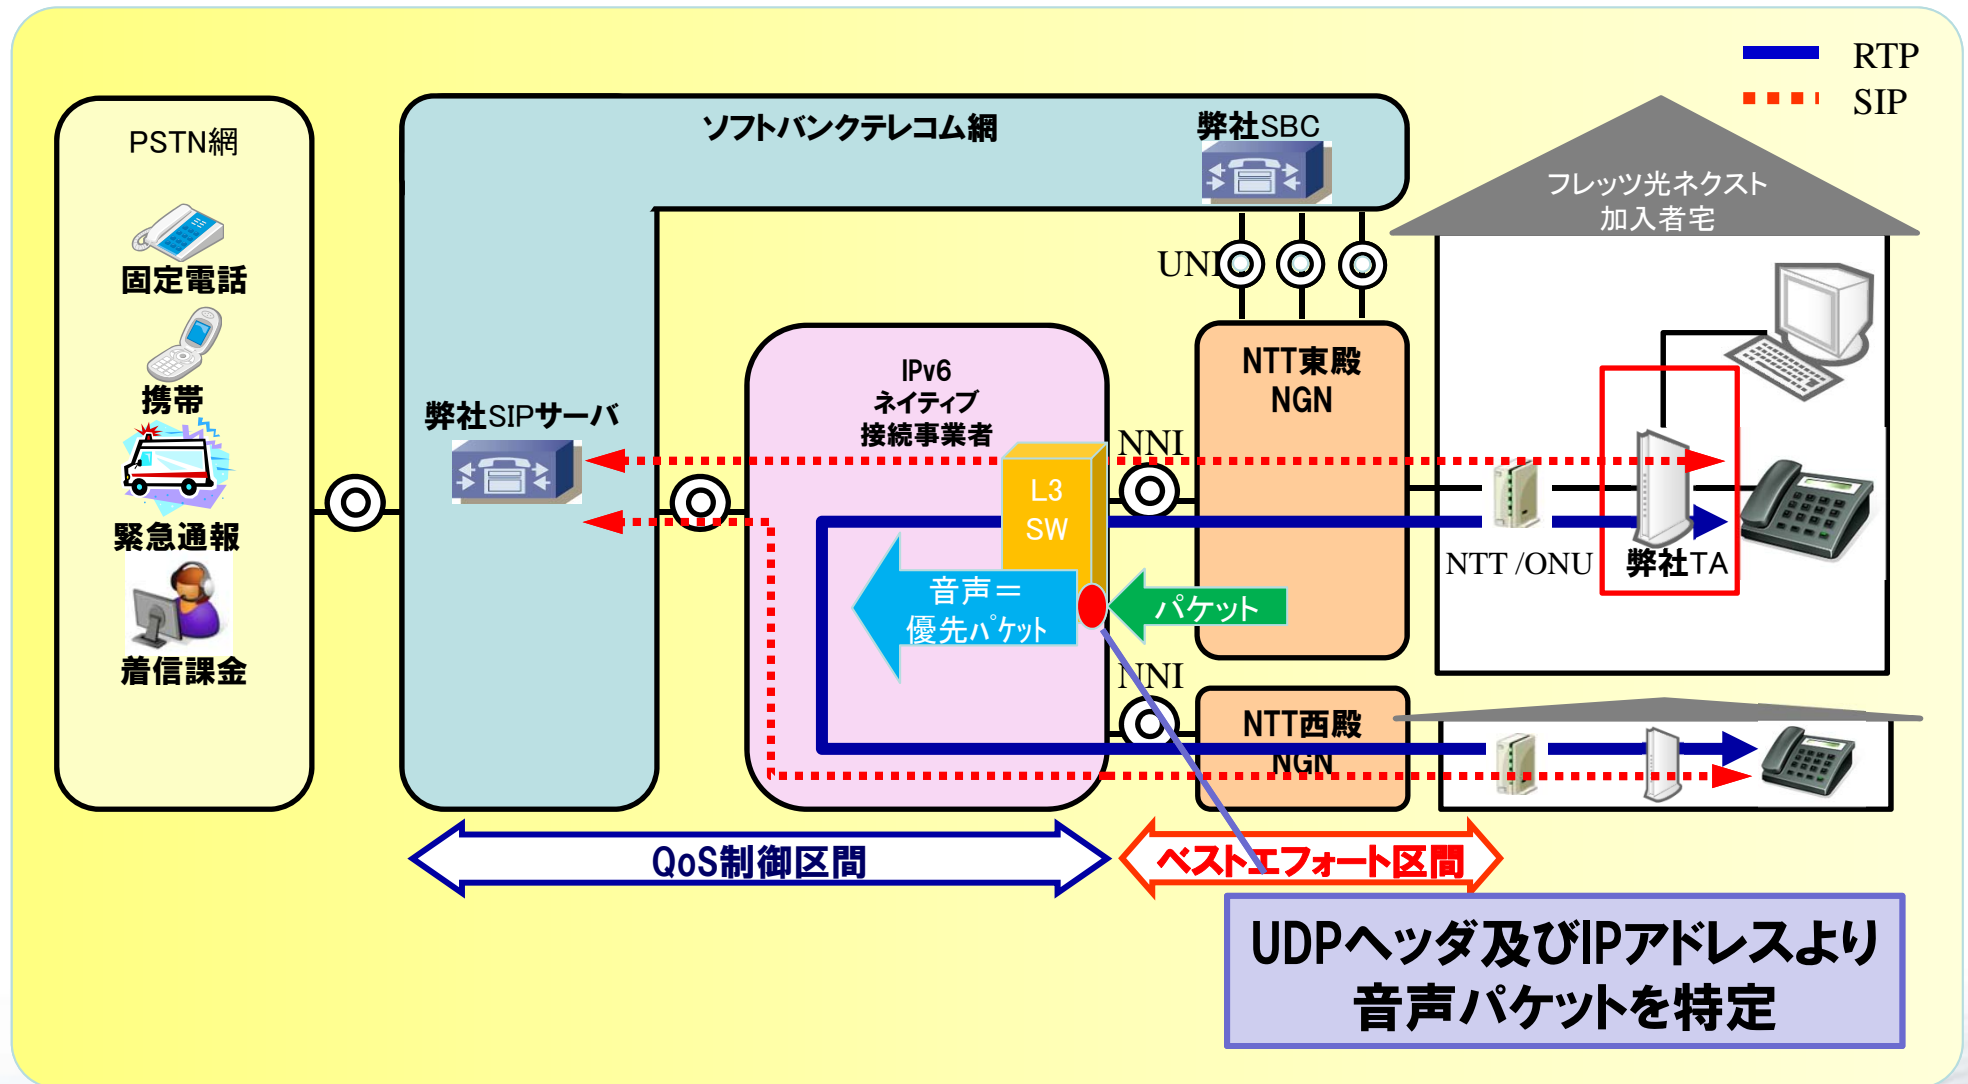 RTP
SIP
PSTN網
固定電話
携帯
緊急通報
着信課金
ソフトバンクテレコム網
弊社SBC
弊社SIPサーバ
UNI
IPv6
ネイティブ
接続事業者
L3
SW
音声＝
優先パケット
パケット
NNI
NNI
NTT東殿
NGN
NTT西殿
NGN
フレッツ光ネクスト
加入者宅
NTT /ONU
弊社TA
QoS制御区間
ベストエフォート区間
UDPヘッダ及びIPアドレスより
音声パケットを特定